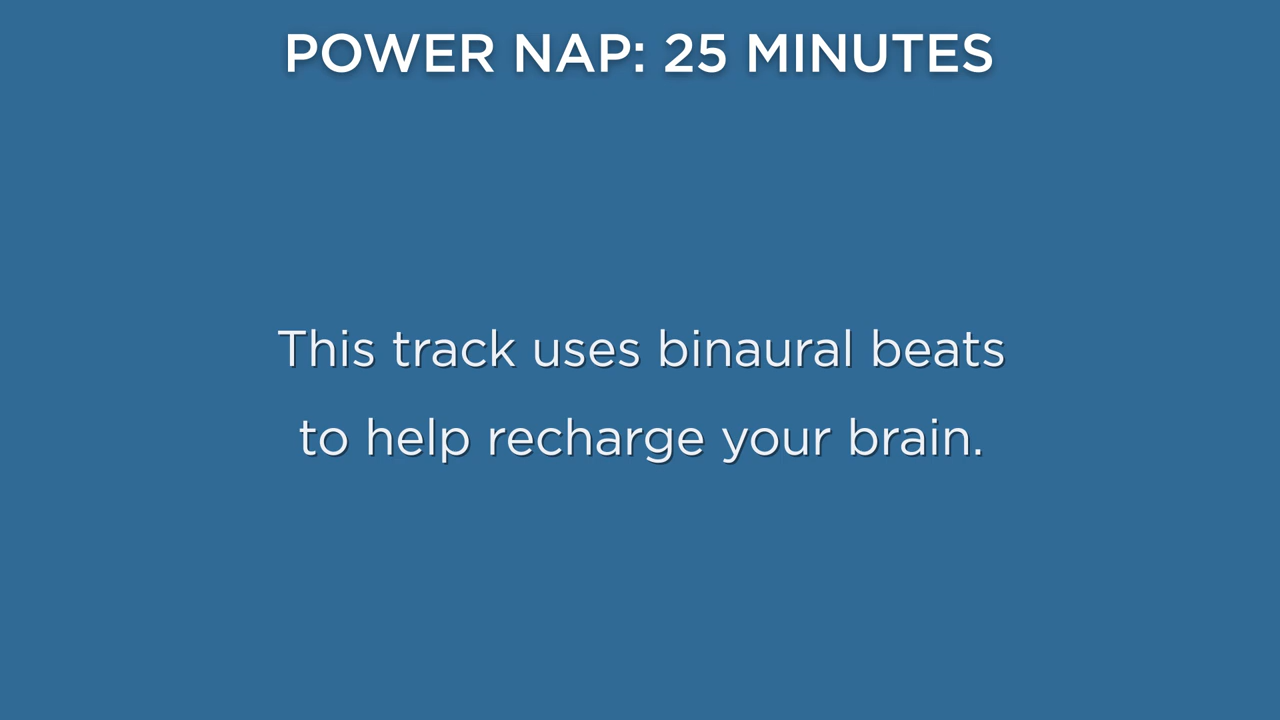 POWER NAP: 25 MINUTES
This track uses binaural beats
to help recharge your brain.